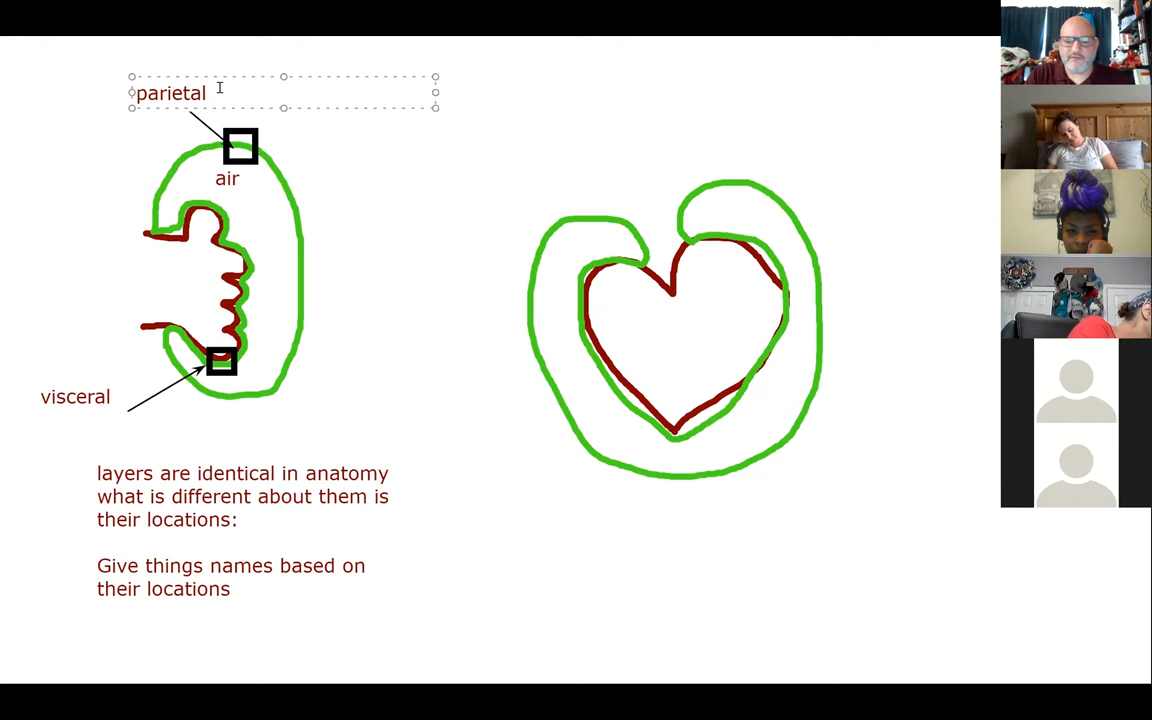 parietal
air
visceral
layers are identical in anatomy
what is different about them is
their locations:
Give things names based on
their locations